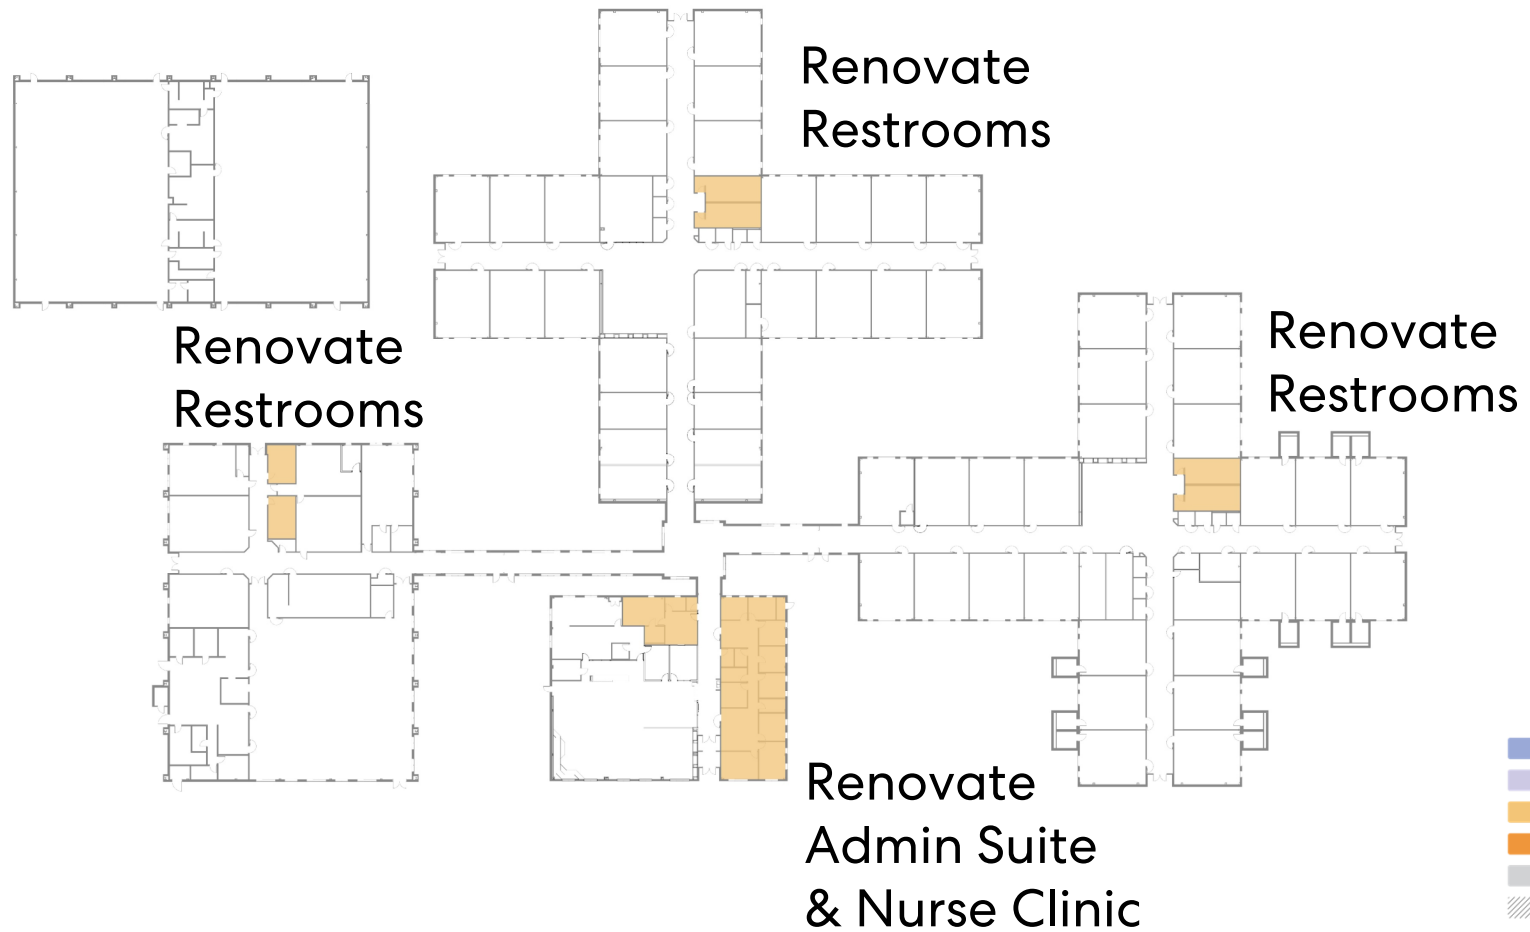 Renovate
Restrooms
Renovate
Restrooms
Renovate
Restrooms
Renovate
Admin Suite
& Nurse Clinic